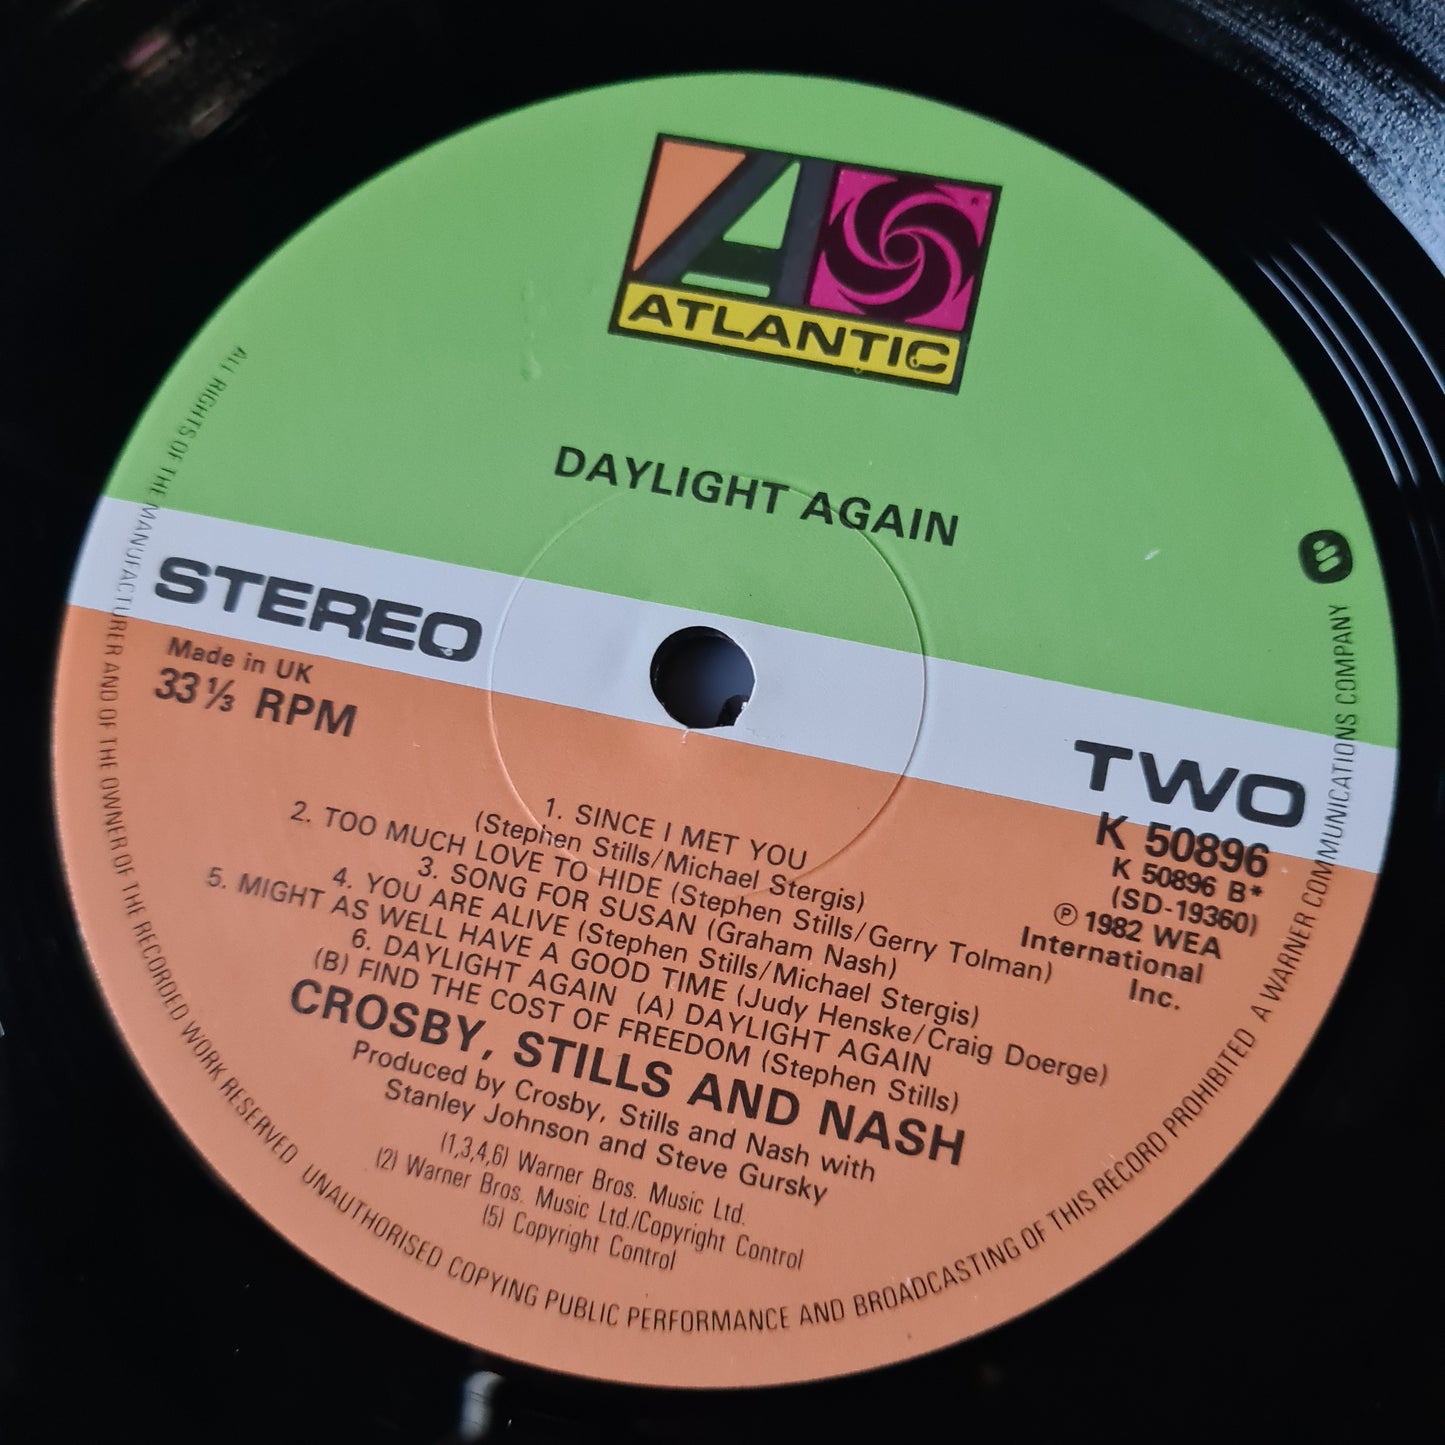 ATLANTIC
DAYLIGHT AGAIN
STEREO
TWO
Made in UK
33⅓ RPM
K 50896
K 50896 B*
(SD-19360)
℗ 1982 WEA
International
Inc.
1. SINCE I MET YOU
(Stephen Stills/Michael Stergis)
2. TOO MUCH LOVE TO HIDE (Stephen Stills/Gerry Tolman)
3. SONG FOR SUSAN (Graham Nash)
4. YOU ARE ALIVE (Stephen Stills/Michael Stergis)
5. MIGHT AS WELL HAVE A GOOD TIME (Judy Henske/Craig Doerge)
6. DAYLIGHT AGAIN (A) DAYLIGHT AGAIN
(B) FIND THE COST OF FREEDOM (Stephen Stills)
CROSBY, STILLS AND NASH
Produced by Crosby, Stills and Nash with
Stanley Johnson and Steve Gursky
(1,3,4,6) Warner Bros. Music Ltd.
(2) Warner Bros. Music Ltd./Copyright Control
(5) Copyright Control
ALL RIGHTS OF THE MANUFACTURER AND OF THE OWNER OF THE RECORDED WORK RESERVED UNAUTHORISED COPYING PUBLIC PERFORMANCE AND BROADCASTING OF THIS RECORD PROHIBITED A WARNER COMMUNICATIONS COMPANY